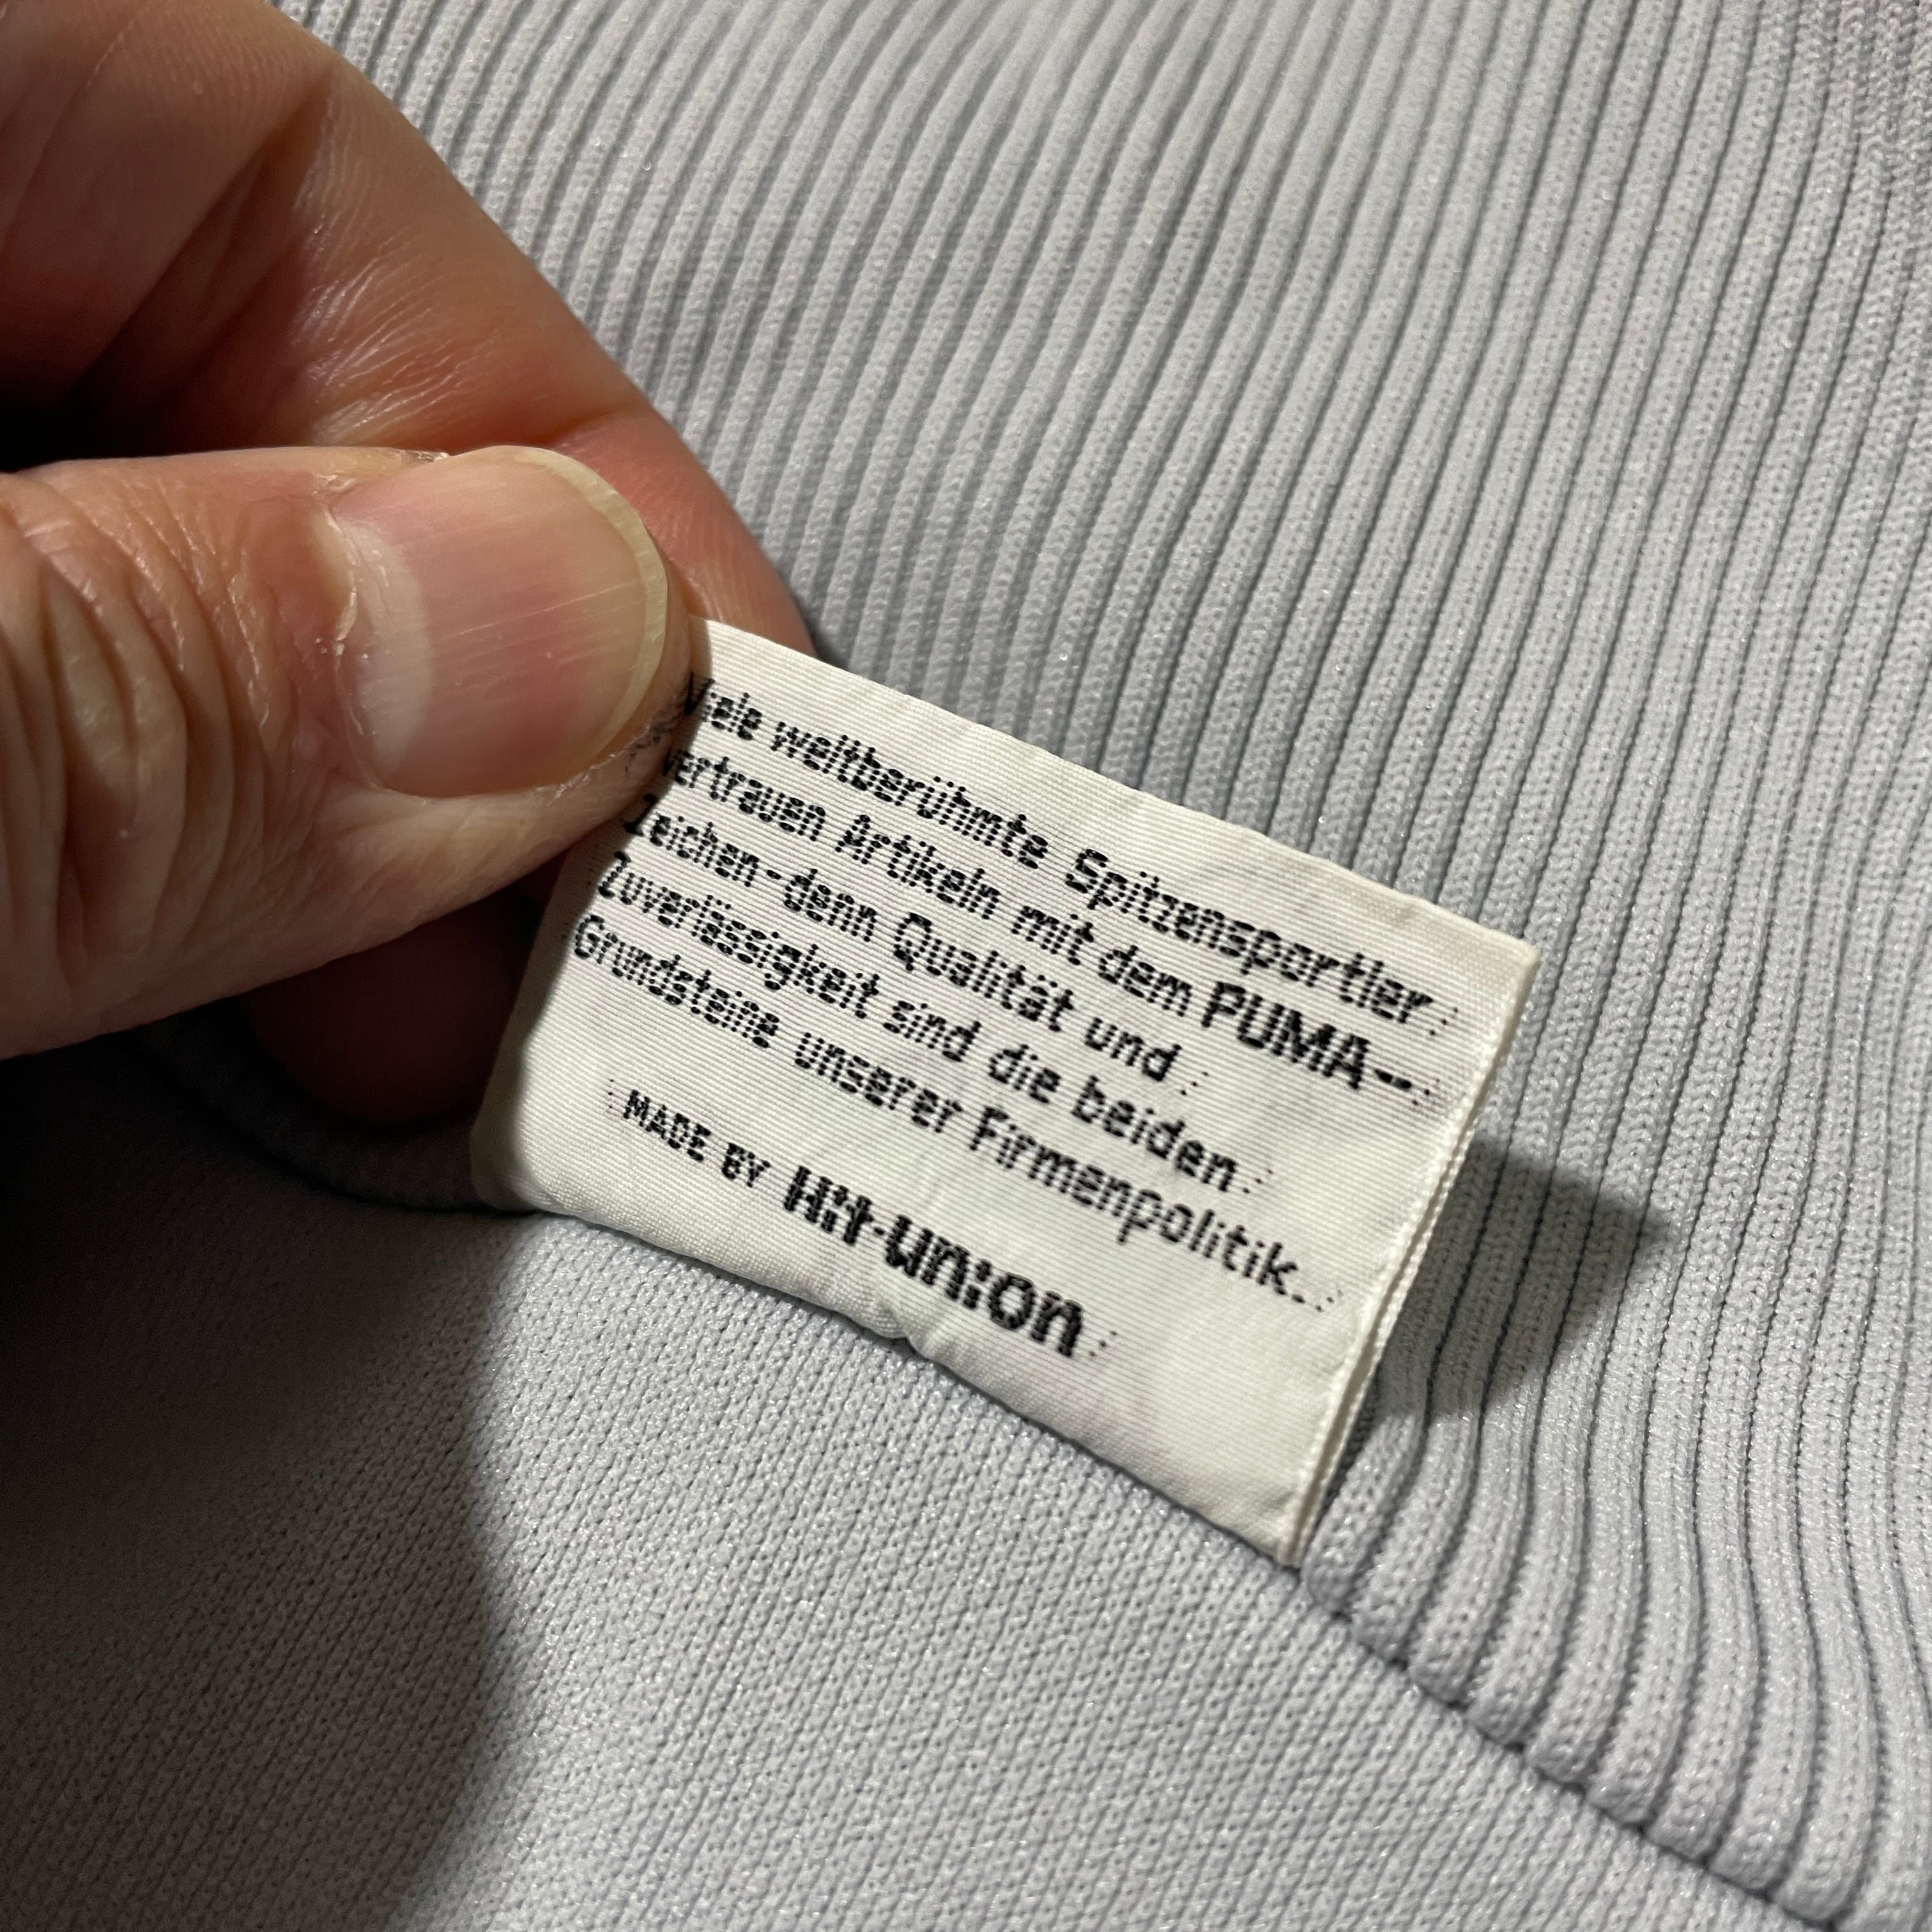 Viele weltberühmte Spitzensportler
vertrauen Artikeln mit dem PUMA-
Zeichen-denn Qualität und
Zuverlässigkeit sind die beiden
Grundsteine unserer Firmenpolitik.
MADE BY Hit-union